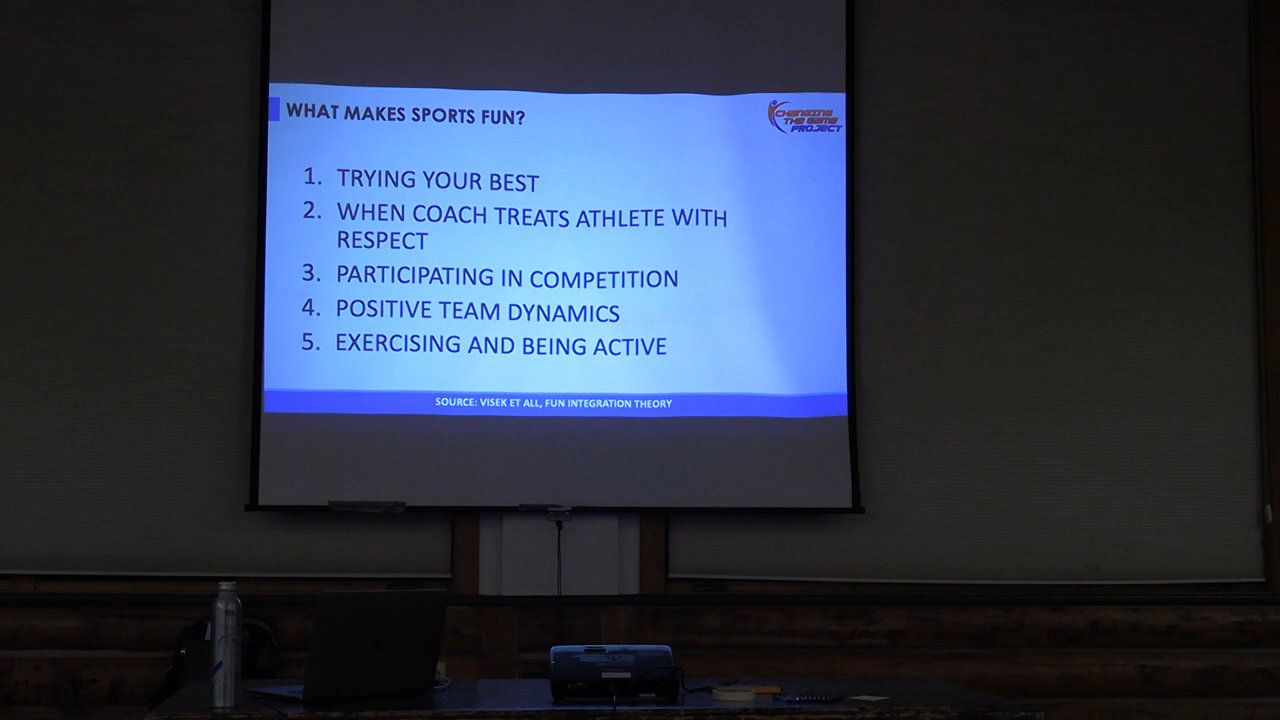 WHAT MAKES SPORTS FUN?
CHANGING
THE GAME
PROJECT
1. TRYING YOUR BEST
2. WHEN COACH TREATS ATHLETE WITH
RESPECT
3. PARTICIPATING IN COMPETITION
4. POSITIVE TEAM DYNAMICS
5. EXERCISING AND BEING ACTIVE
SOURCE: VISEK ET ALL, FUN INTEGRATION THEORY